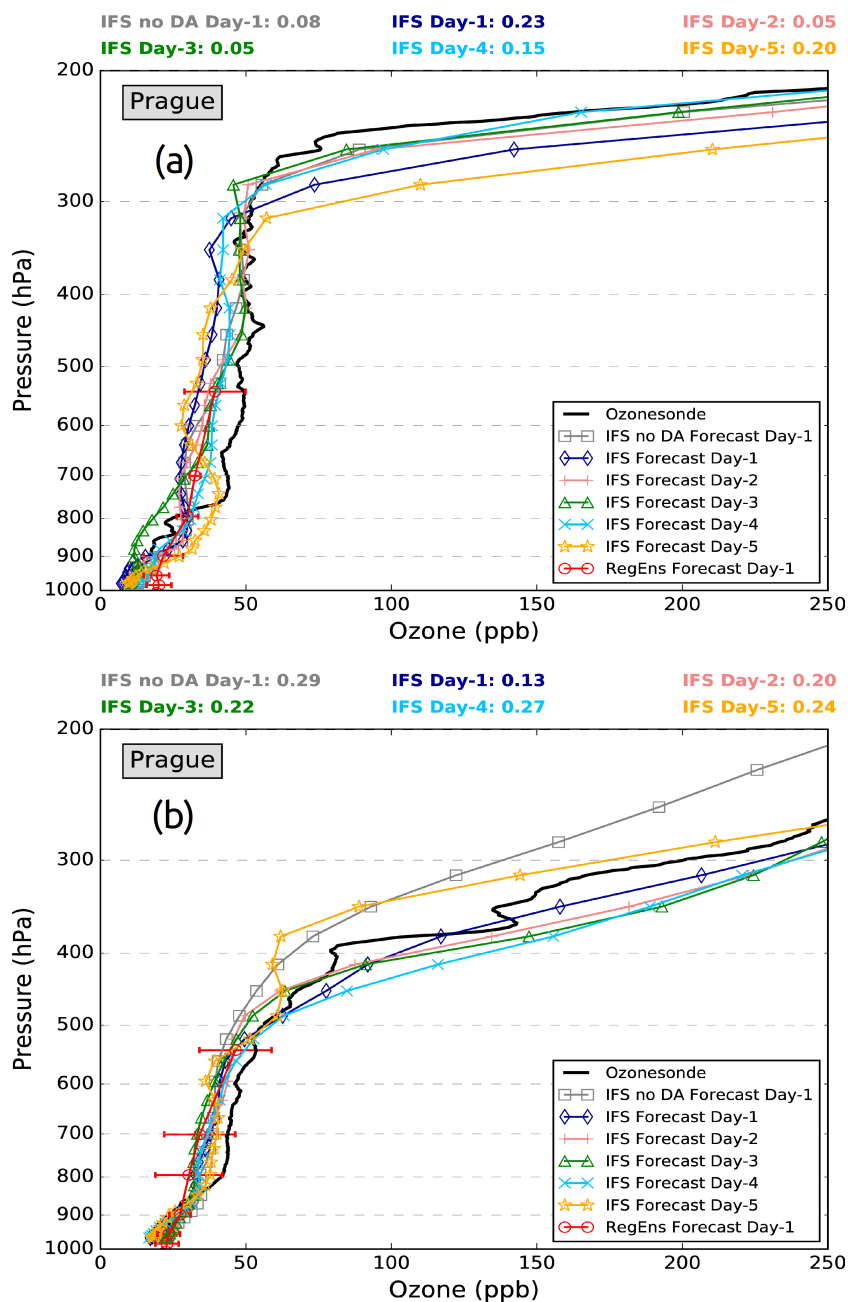 IFS no DA Day-1: 0.08 IFS Day-1: 0.23 IFS Day-2: 0.05
IFS Day-3: 0.05 IFS Day-4: 0.15 IFS Day-5: 0.20
200
Prague
(a)
300
400
500
600
700
800
900
1000
Pressure (hPa)
Ozonesonde
IFS no DA Forecast Day-1
IFS Forecast Day-1
IFS Forecast Day-2
IFS Forecast Day-3
IFS Forecast Day-4
IFS Forecast Day-5
RegEns Forecast Day-1
0 50 100 150 200 250
Ozone (ppb)
IFS no DA Day-1: 0.29 IFS Day-1: 0.13 IFS Day-2: 0.20
IFS Day-3: 0.22 IFS Day-4: 0.27 IFS Day-5: 0.24
200
Prague
(b)
300
400
500
600
700
800
900
1000
Pressure (hPa)
Ozonesonde
IFS no DA Forecast Day-1
IFS Forecast Day-1
IFS Forecast Day-2
IFS Forecast Day-3
IFS Forecast Day-4
IFS Forecast Day-5
RegEns Forecast Day-1
0 50 100 150 200 250
Ozone (ppb)